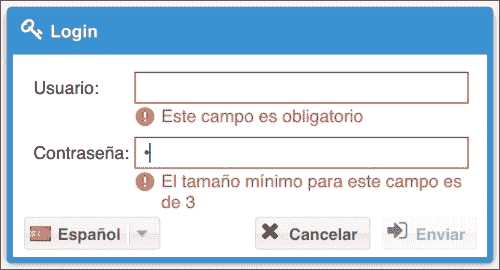 Login
Usuario:
Este campo es obligatorio
Contraseña:
El tamaño mínimo para este campo es
de 3
Español Cancelar Enviar